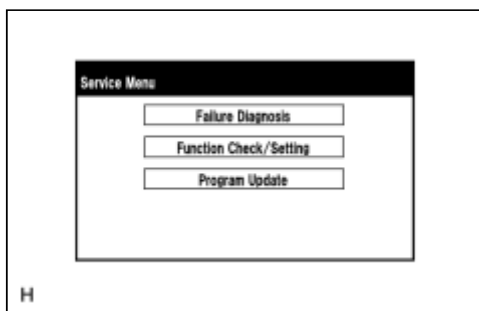 Service Menu
Failure Diagnosis
Function Check/Setting
Program Update
H